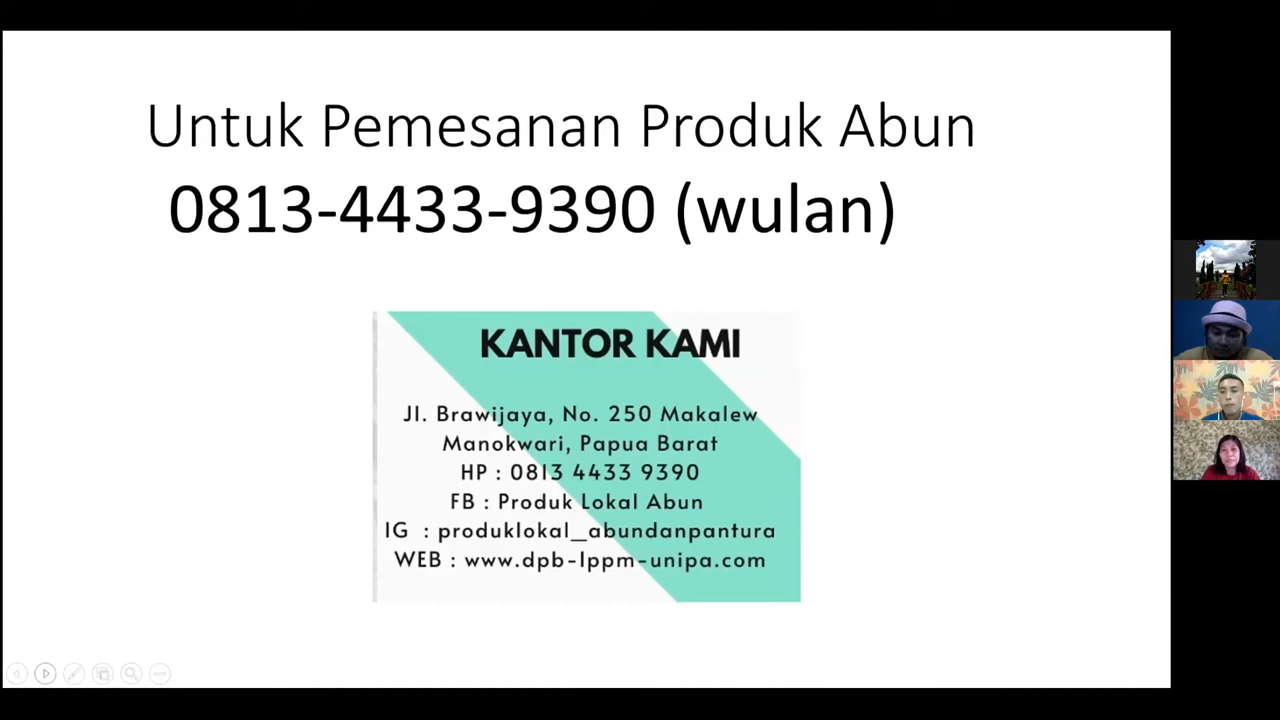 Untuk Pemesanan Produk Abun
0813-4433-9390 (wulan)
KANTOR KAMI
Jl. Brawijaya, No. 250 Makalew
Manokwari, Papua Barat
HP : 0813 4433 9390
FB : Produk Lokal Abun
IG : produklokal_abundanpantura
WEB : www.dpb-lppm-unipa.com